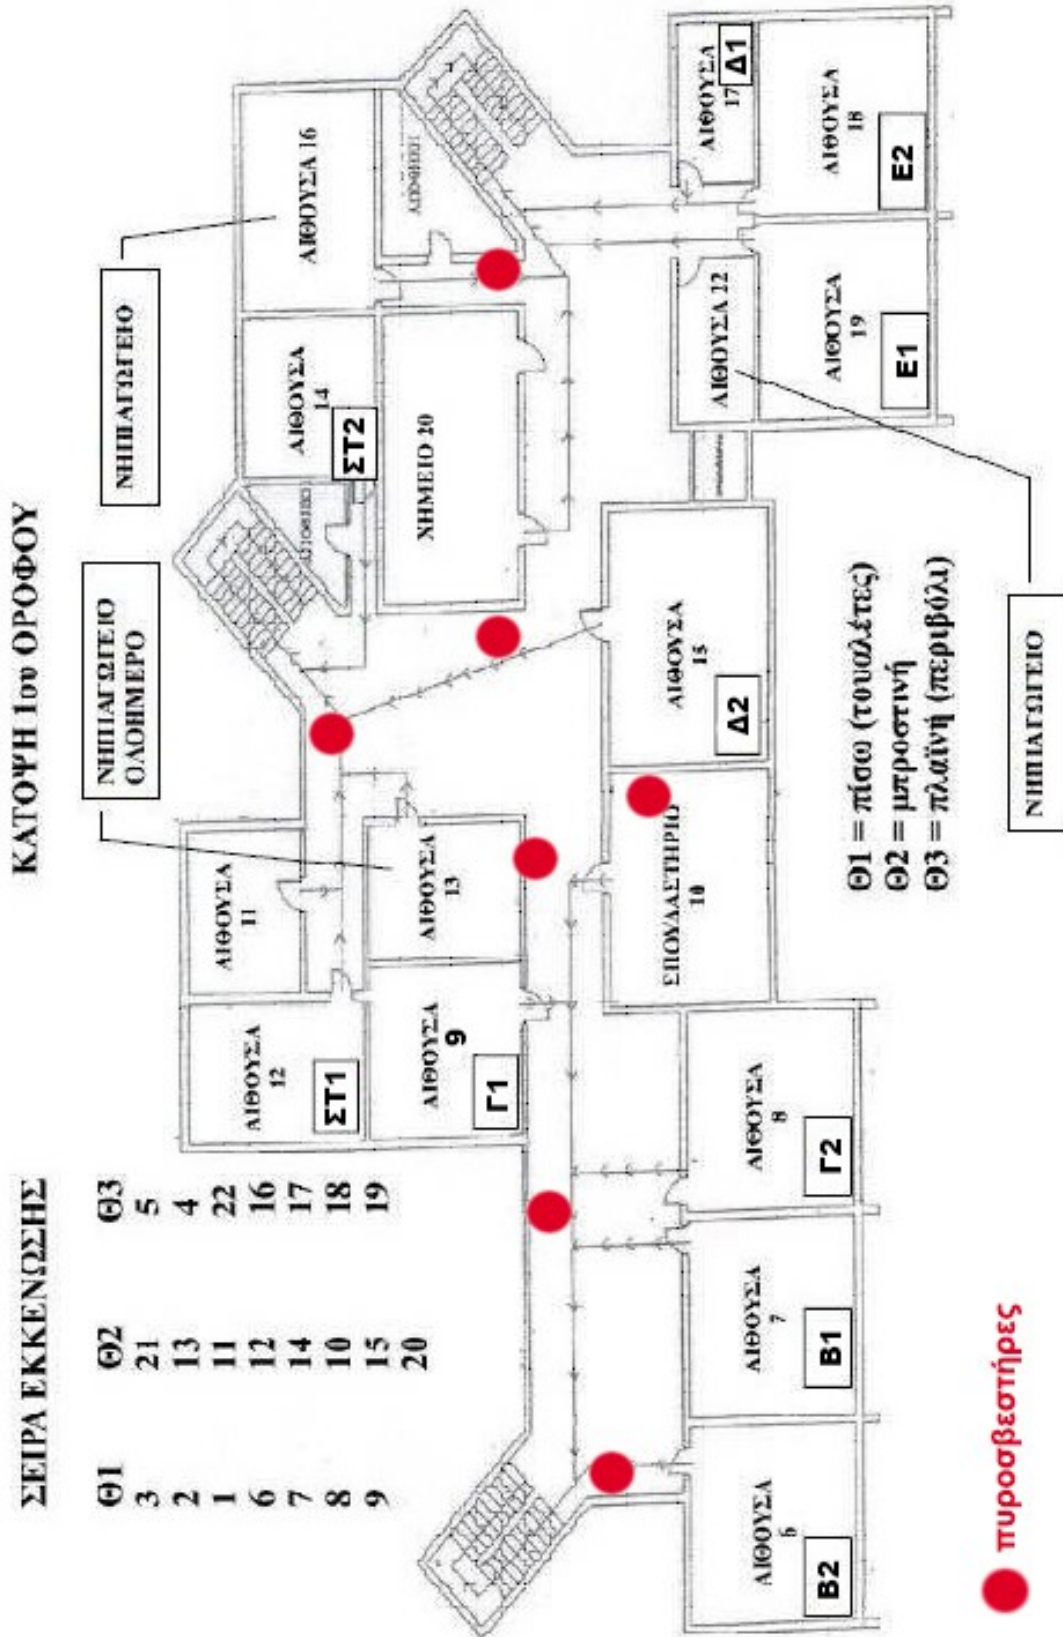 ΚΑΤΟΨΗ 1ου ΟΡΟΦΟΥ
ΣΕΙΡΑ ΕΚΚΕΝΩΣΗΣ
Θ1 Θ2 Θ3
3 21 5
2 13 4
1 11 22
6 12 16
7 14 17
8 10 18
9 15 19
20
ΝΗΠΙΑΓΩΓΕΙΟ
ΟΛΟΗΜΕΡΟ
ΝΗΠΙΑΓΩΓΕΙΟ
ΑΙΘΟΥΣΑ
12
ΣΤ1
ΑΙΘΟΥΣΑ
11
ΑΙΘΟΥΣΑ
14
ΣΤ2
ΑΙΘΟΥΣΑ 16
ΑΙΘΟΥΣΑ
9
Γ1
ΑΙΘΟΥΣΑ
13
ΧΗΜΕΙΟ 20
ΑΙΘΟΥΣΑ
6
Β2
ΑΙΘΟΥΣΑ
7
Β1
ΑΙΘΟΥΣΑ
8
Γ2
ΣΠΟΥΔΑΣΤΗΡΙΟ
10
ΑΙΘΟΥΣΑ
15
Δ2
ΑΙΘΟΥΣΑ 22
ΑΙΘΟΥΣΑ
17
Δ1
ΑΙΘΟΥΣΑ
19
Ε1
ΑΙΘΟΥΣΑ
18
Ε2
Θ1 = πίσω (τουαλέτες)
Θ2 = μπροστινή
Θ3 = πλαϊνή (περιβόλι)
ΝΗΠΙΑΓΩΓΕΙΟ
πυροσβεστήρες